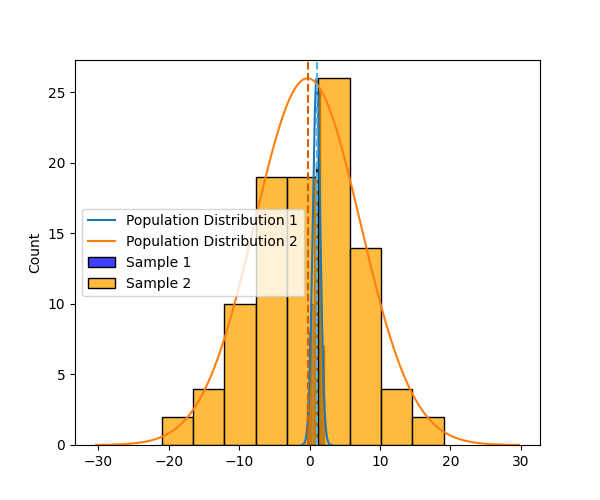 25
20
15
10
5
0
Count
Population Distribution 1
Population Distribution 2
Sample 1
Sample 2
−30
−20
−10
0
10
20
30